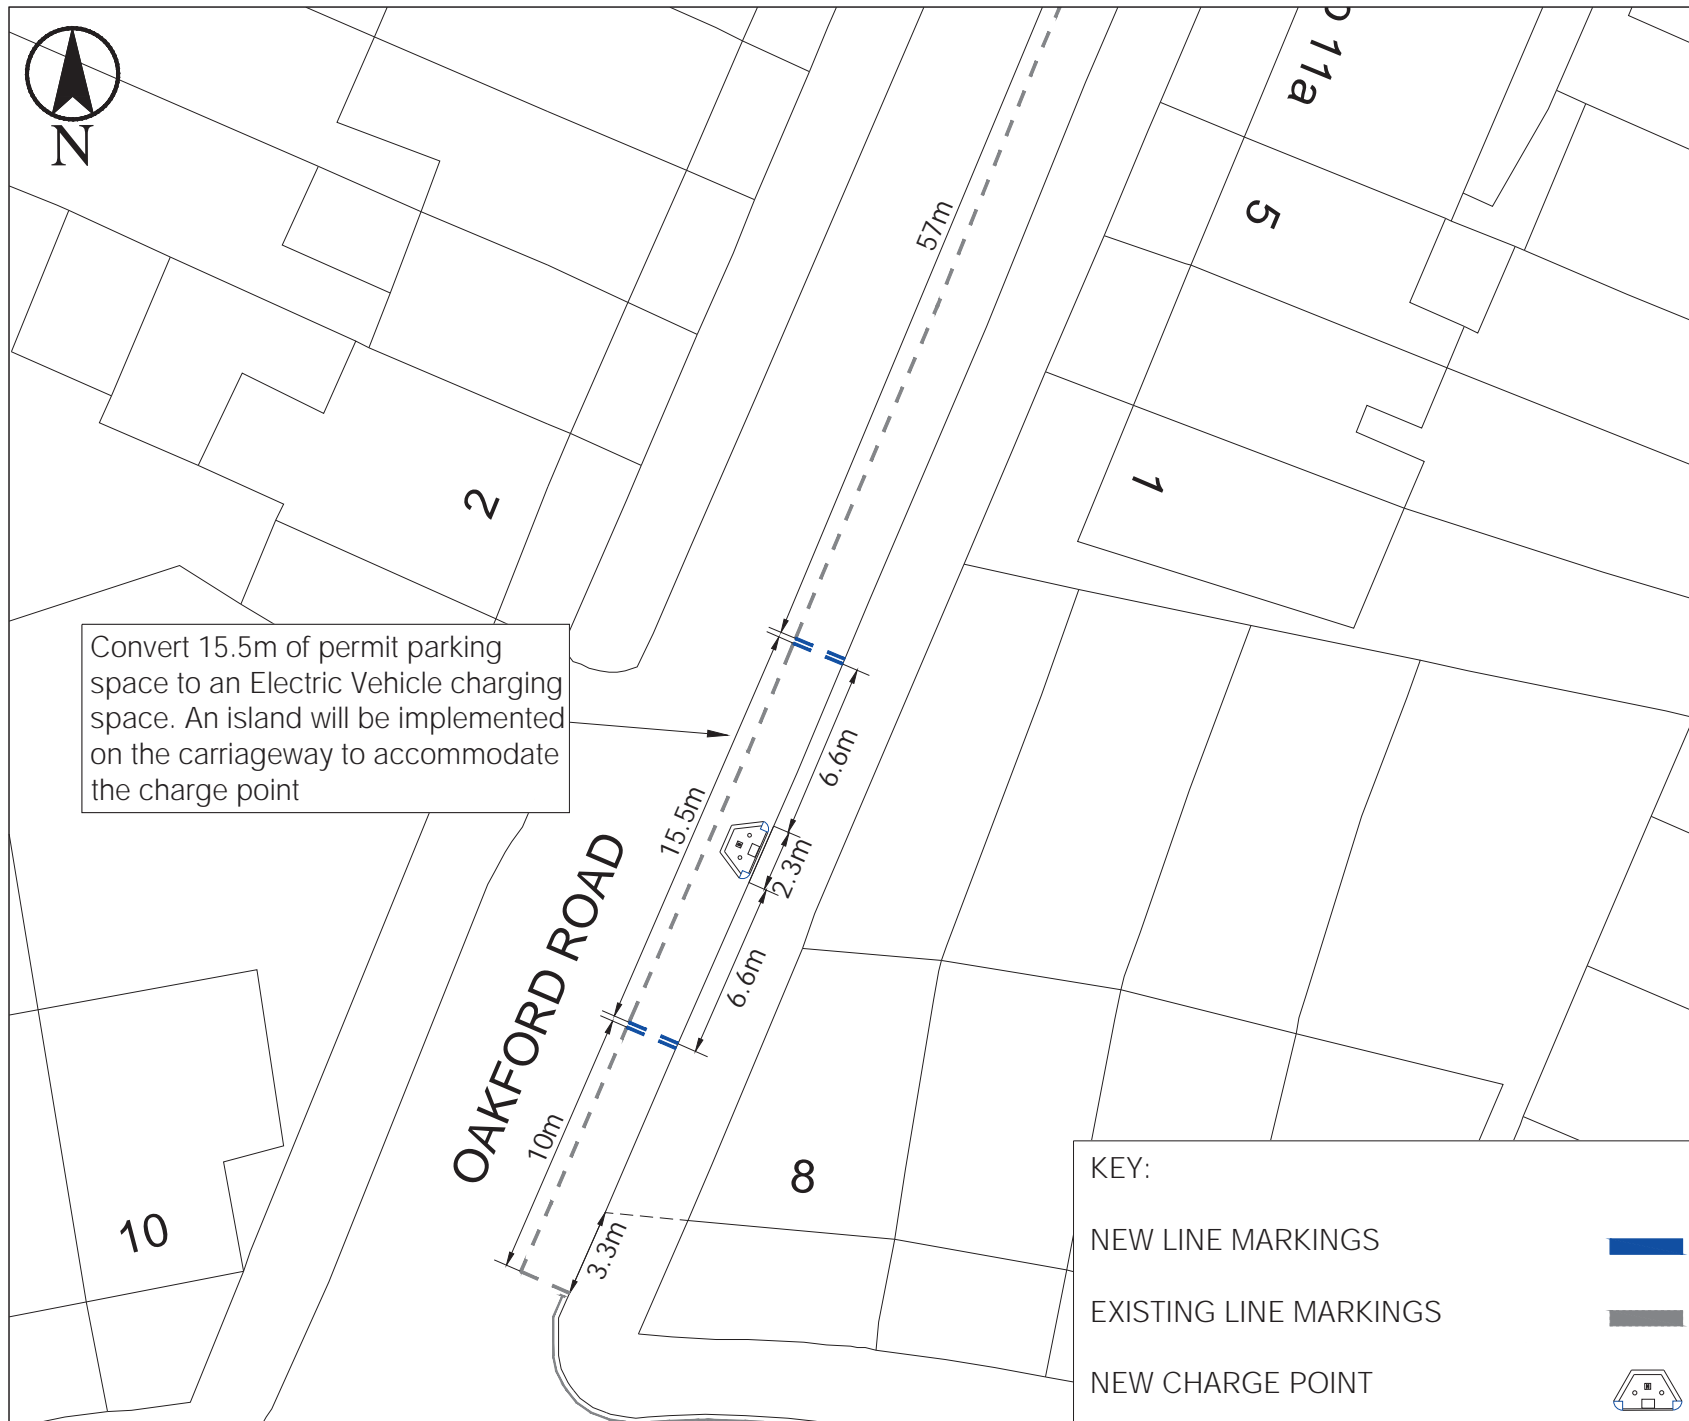 N
11a
5
57m
1
2
Convert 15.5m of permit parking
space to an Electric Vehicle charging
space. An island will be implemented
on the carriageway to accommodate
the charge point
6.6m
15.5m
2.3m
OAKFORD ROAD
6.6m
10m
8
10
3.3m
KEY:
NEW LINE MARKINGS
EXISTING LINE MARKINGS
NEW CHARGE POINT